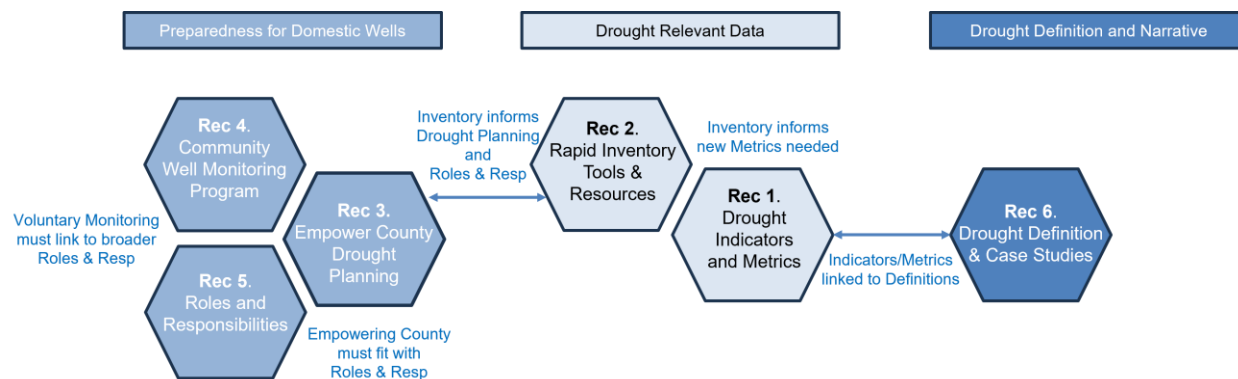 Preparedness for Domestic Wells
Drought Relevant Data
Drought Definition and Narrative
Rec 4.
Community
Well Monitoring
Program
Voluntary Monitoring
must link to broader
Roles & Resp
Rec 3.
Empower County
Drought
Planning
Rec 5.
Roles and
Responsibilities
Empowering County
must fit with
Roles & Resp
Inventory informs
Drought Planning
and
Roles & Resp
Rec 2.
Rapid Inventory
Tools &
Resources
Inventory informs
new Metrics needed
Rec 1.
Drought
Indicators
and Metrics
Indicators/Metrics
linked to Definitions
Rec 6.
Drought Definition
& Case Studies